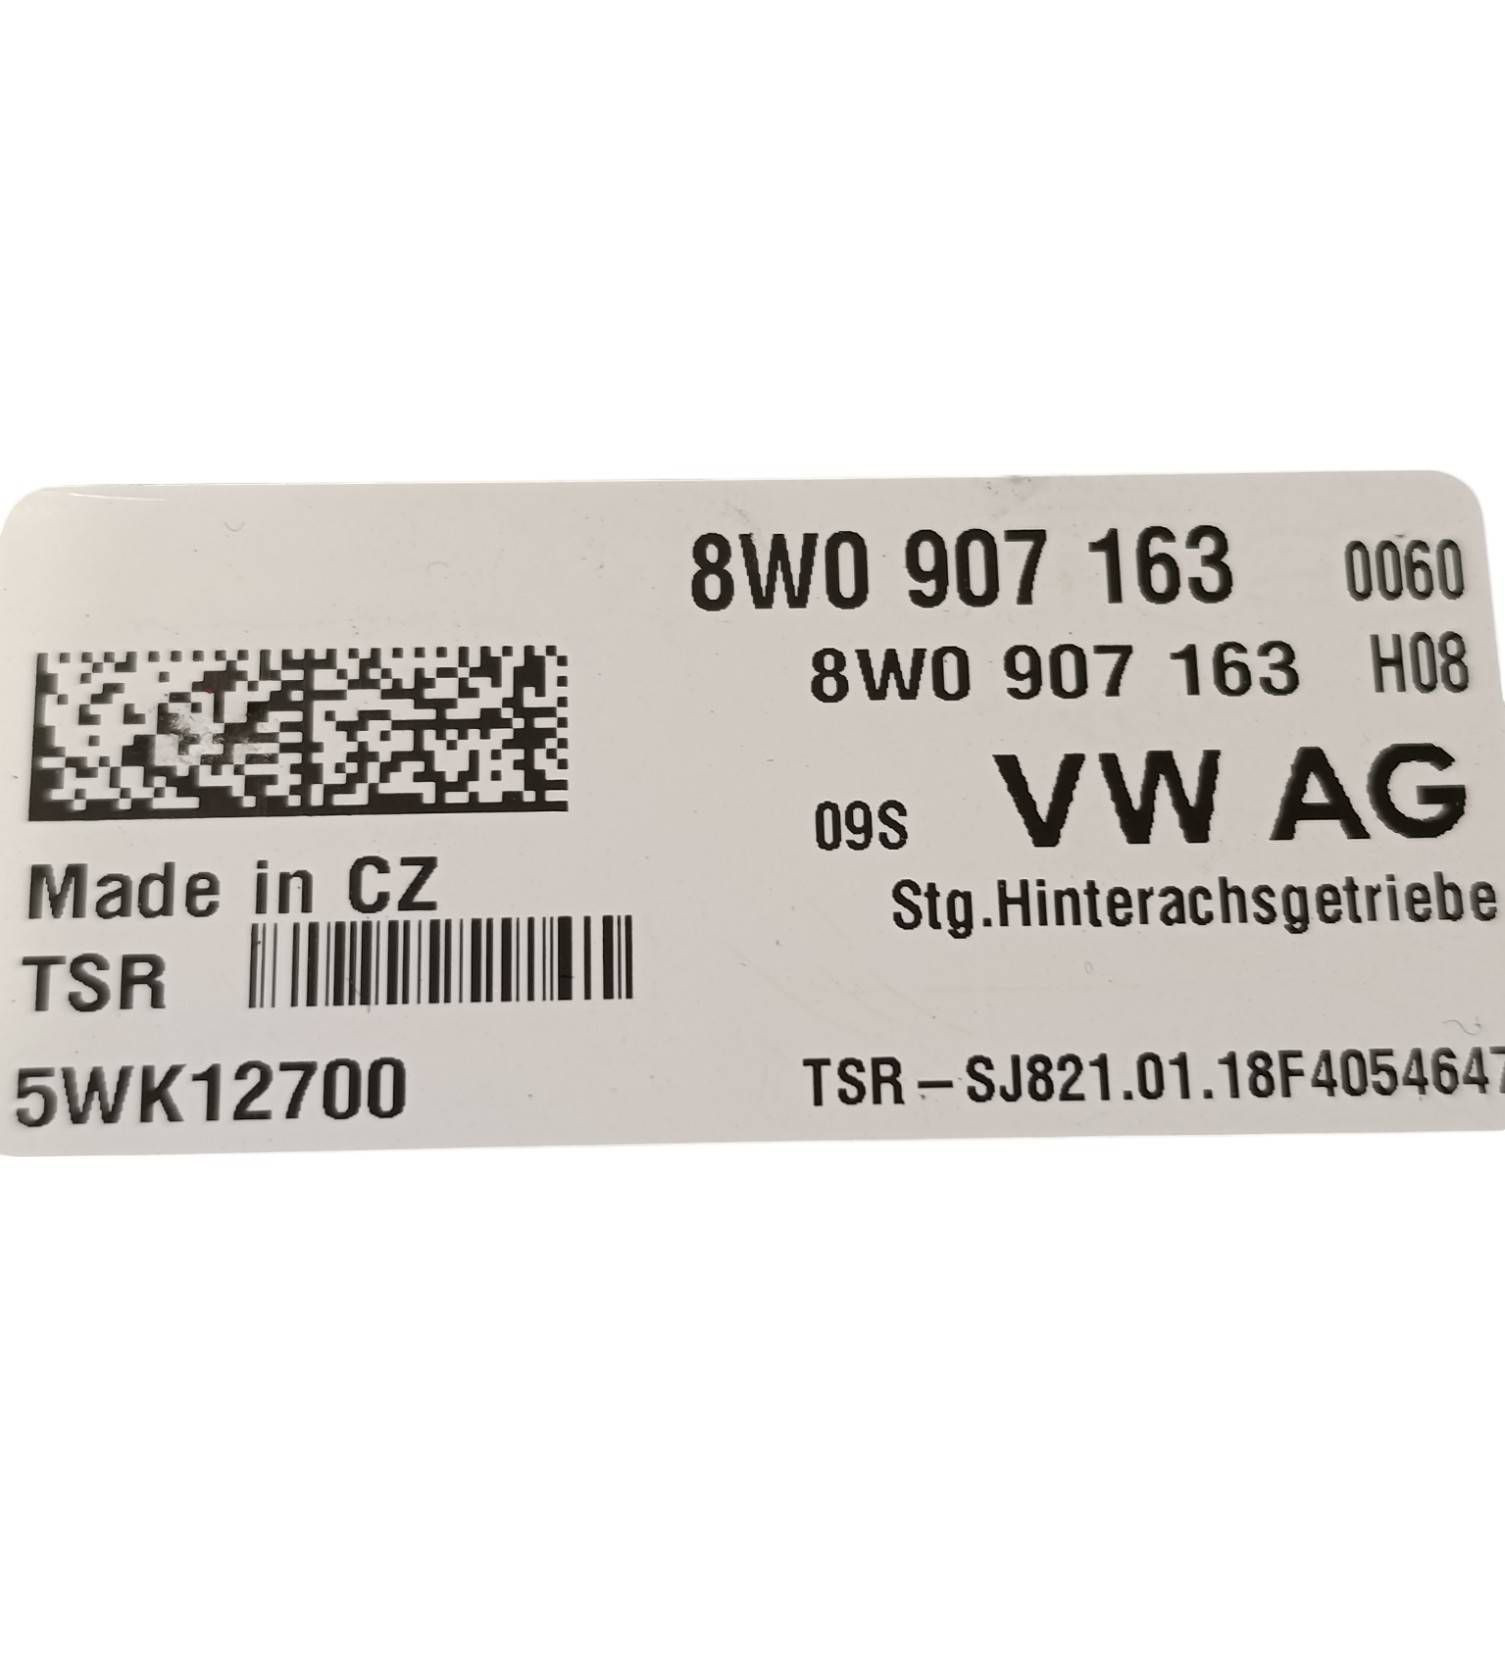 8W0 907 163 0060
8W0 907 163 H08
09S VW AG
Stg.Hinterachsgetriebe
Made in CZ
TSR
5WK12700
TSR-SJ821.01.18F4054647